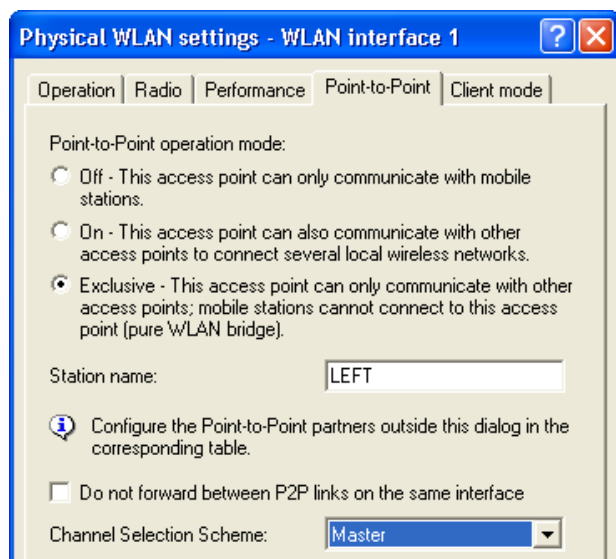 Physical WLAN settings - WLAN interface 1
Operation Radio Performance Point-to-Point Client mode
Point-to-Point operation mode:
Off - This access point can only communicate with mobile
stations.
On - This access point can also communicate with other
access points to connect several local wireless networks.
Exclusive - This access point can only communicate with other
access points; mobile stations cannot connect to this access
point (pure WLAN bridge).
Station name: LEFT
Configure the Point-to-Point partners outside this dialog in the
corresponding table.
Do not forward between P2P links on the same interface
Channel Selection Scheme: Master